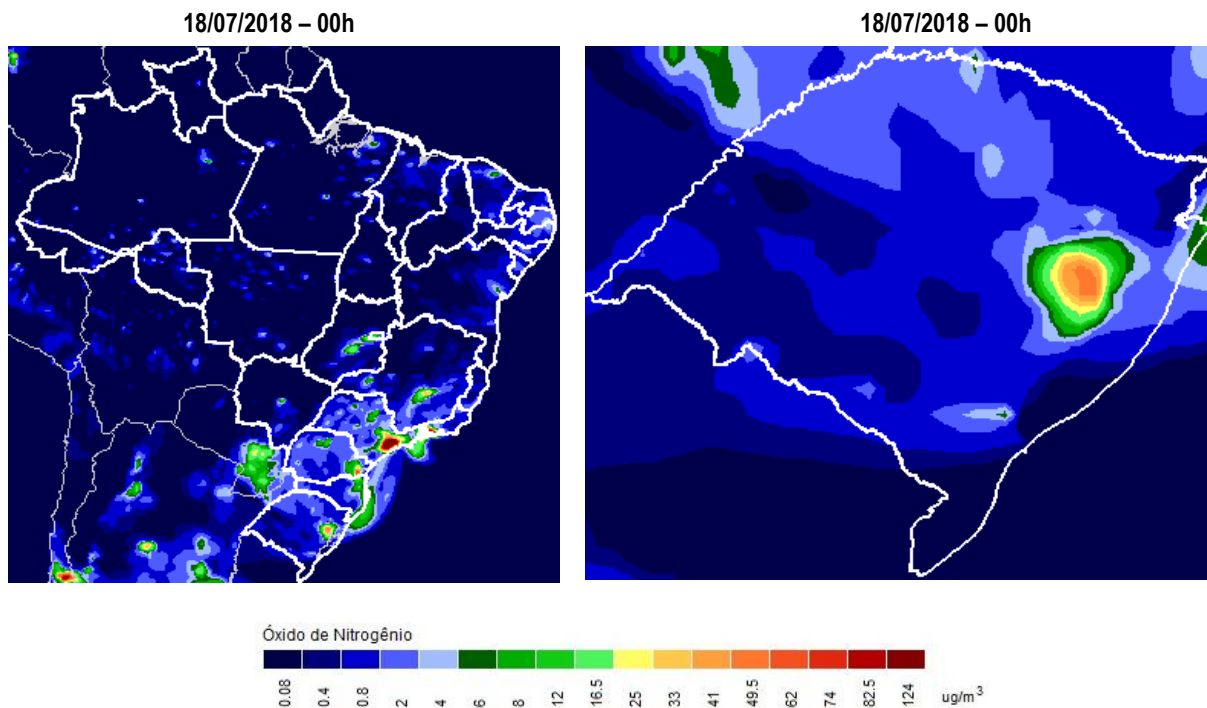 18/07/2018 – 00h
18/07/2018 – 00h
Óxido de Nitrogênio
0.08 0.4 0.8 2 4 6 8 12 16.5 25 33 41 49.5 62 74 82.5 124 ug/m³